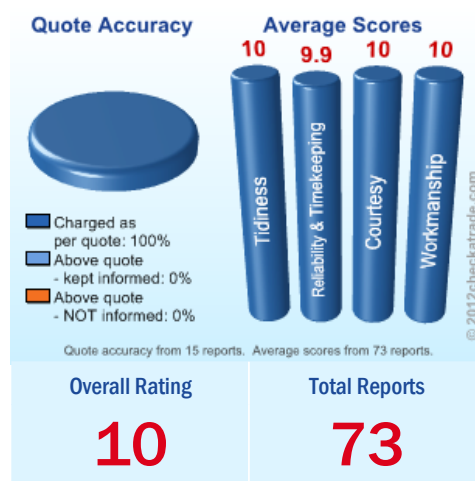 Quote Accuracy
Charged as
per quote: 100%
Above quote
- kept informed: 0%
Above quote
- NOT informed: 0%
Average Scores
10
9.9
10
10
Tidiness
Reliability & Timekeeping
Courtesy
Workmanship
© 2012checkatrade.com
Quote accuracy from 15 reports. Average scores from 73 reports.
Overall Rating
10
Total Reports
73